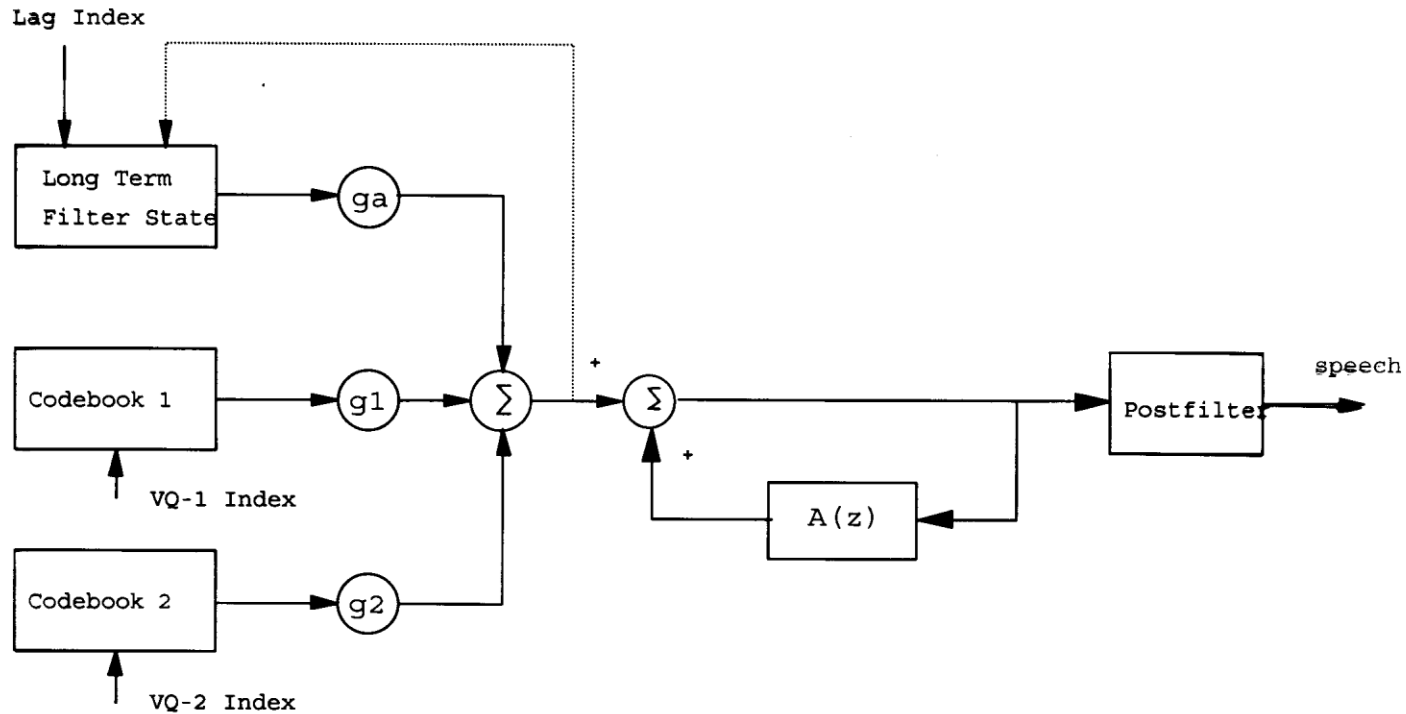 Lag Index
Long Term
Filter State
ga
Codebook 1
g1
Σ
+
Σ
+
A(z)
Postfilter
speech
VQ-1 Index
Codebook 2
g2
VQ-2 Index